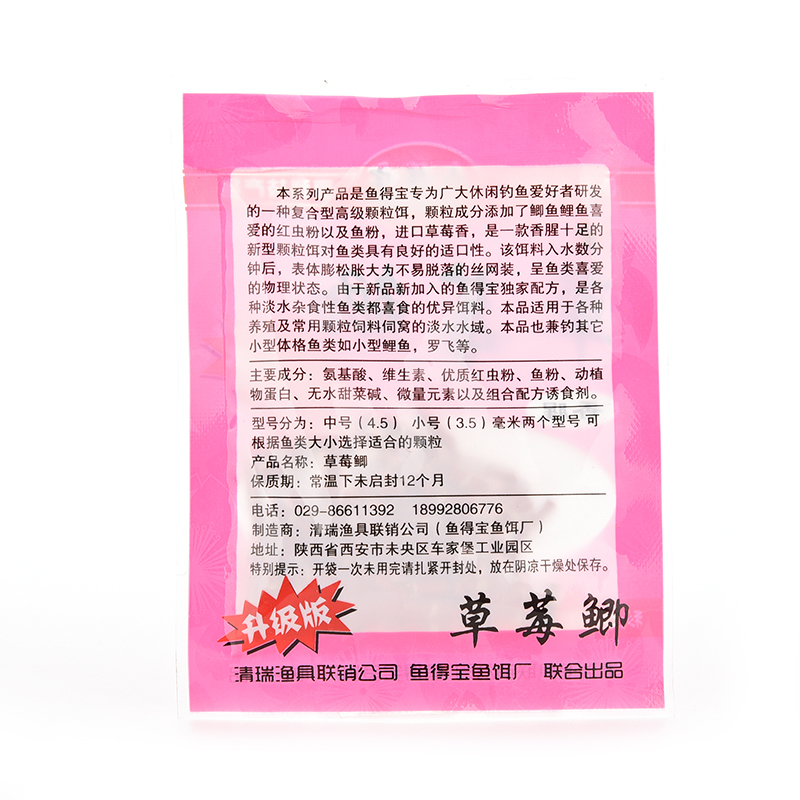 本系列产品是鱼得宝专为广大休闲钓鱼爱好者研发
的一种复合型高级颗粒饵，颗粒成分添加了鲫鱼鲤鱼喜
爱的红虫粉以及鱼粉，进口草莓香，是一款香腥十足的
新型颗粒饵对鱼类具有良好的适口性。该饵料入水数分
钟后，表体膨松胀大为不易脱落的丝网装，呈鱼类喜爱
的物理状态。由于新品新加入的鱼得宝独家配方，是各
种淡水杂食性鱼类都喜食的优异饵料。本品适用于各种
养殖及常用颗粒饲料伺窝的淡水水域。本品也兼钓其它
小型体格鱼类如小型鲤鱼，罗飞等。
主要成分：氨基酸、维生素、优质红虫粉、鱼粉、动植
物蛋白、无水甜菜碱、微量元素以及组合配方诱食剂。
型号分为：中号（4.5） 小号（3.5）毫米两个型号 可
根据鱼类大小选择适合的颗粒
产品名称：草莓鲫
保质期：常温下未启封12个月
电话：029-86611392 18992806776
制造商：清瑞渔具联销公司（鱼得宝鱼饵厂）
地址：陕西省西安市未央区车家堡工业园区
特别提示：开袋一次未用完请扎紧开封处，放在阴凉干燥处保存。
升级版
草莓鲫
清瑞渔具联销公司 鱼得宝鱼饵厂 联合出品